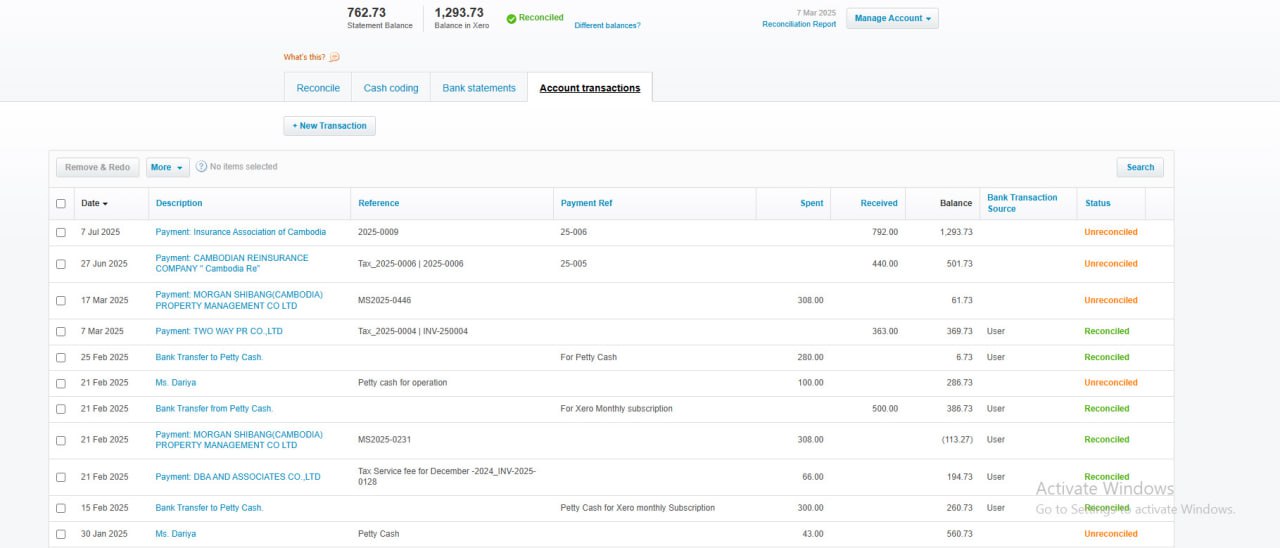 762.73
Statement Balance
1,293.73
Balance in Xero
Reconciled
Different balances?
7 Mar 2025
Reconciliation Report
Manage Account
What's this?
Reconcile Cash coding Bank statements Account transactions
+ New Transaction
Remove & Redo More ? No items selected Search
Date Description Reference Payment Ref Spent Received Balance Bank Transaction Source Status
7 Jul 2025 Payment: Insurance Association of Cambodia 2025-0009 25-006 792.00 1,293.73 Unreconciled
27 Jun 2025 Payment: CAMBODIAN REINSURANCE COMPANY " Cambodia Re" Tax_2025-0006 | 2025-0006 25-005 440.00 501.73 Unreconciled
17 Mar 2025 Payment: MORGAN SHIBANG(CAMBODIA) PROPERTY MANAGEMENT CO LTD MS2025-0446 308.00 61.73 Unreconciled
7 Mar 2025 Payment: TWO WAY PR CO.,LTD Tax_2025-0004 | INV-250004 363.00 369.73 User Reconciled
25 Feb 2025 Bank Transfer to Petty Cash. For Petty Cash 280.00 6.73 User Reconciled
21 Feb 2025 Ms. Dariya Petty cash for operation 100.00 286.73 Unreconciled
21 Feb 2025 Bank Transfer from Petty Cash. For Xero Monthly subscription 500.00 386.73 User Reconciled
21 Feb 2025 Payment: MORGAN SHIBANG(CAMBODIA) PROPERTY MANAGEMENT CO LTD MS2025-0231 308.00 (113.27) User Reconciled
21 Feb 2025 Payment: DBA AND ASSOCIATES CO.,LTD Tax Service fee for December -2024_INV-2025-0128 66.00 194.73 User Reconciled
15 Feb 2025 Bank Transfer to Petty Cash. Petty Cash for Xero monthly Subscription 300.00 260.73 User Reconciled
30 Jan 2025 Ms. Dariya Petty Cash 43.00 560.73 Unreconciled
Activate Windows
Go to Settings to activate Windows.